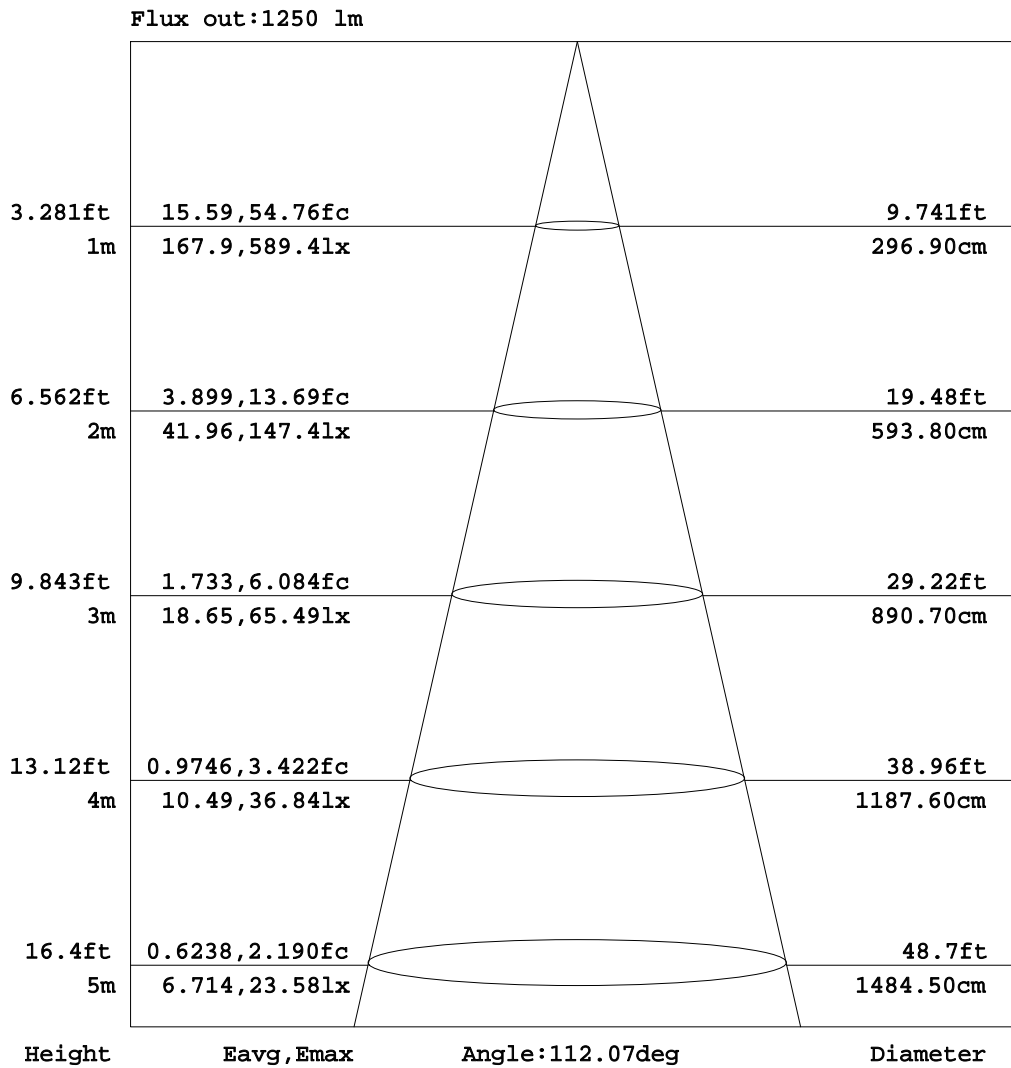 Flux out:1250 lm
3.281ft 15.59,54.76fc 9.741ft
1m 167.9,589.4lx 296.90cm
6.562ft 3.899,13.69fc 19.48ft
2m 41.96,147.4lx 593.80cm
9.843ft 1.733,6.084fc 29.22ft
3m 18.65,65.49lx 890.70cm
13.12ft 0.9746,3.422fc 38.96ft
4m 10.49,36.84lx 1187.60cm
16.4ft 0.6238,2.190fc 48.7ft
5m 6.714,23.58lx 1484.50cm
Height Eavg,Emax Angle:112.07deg Diameter